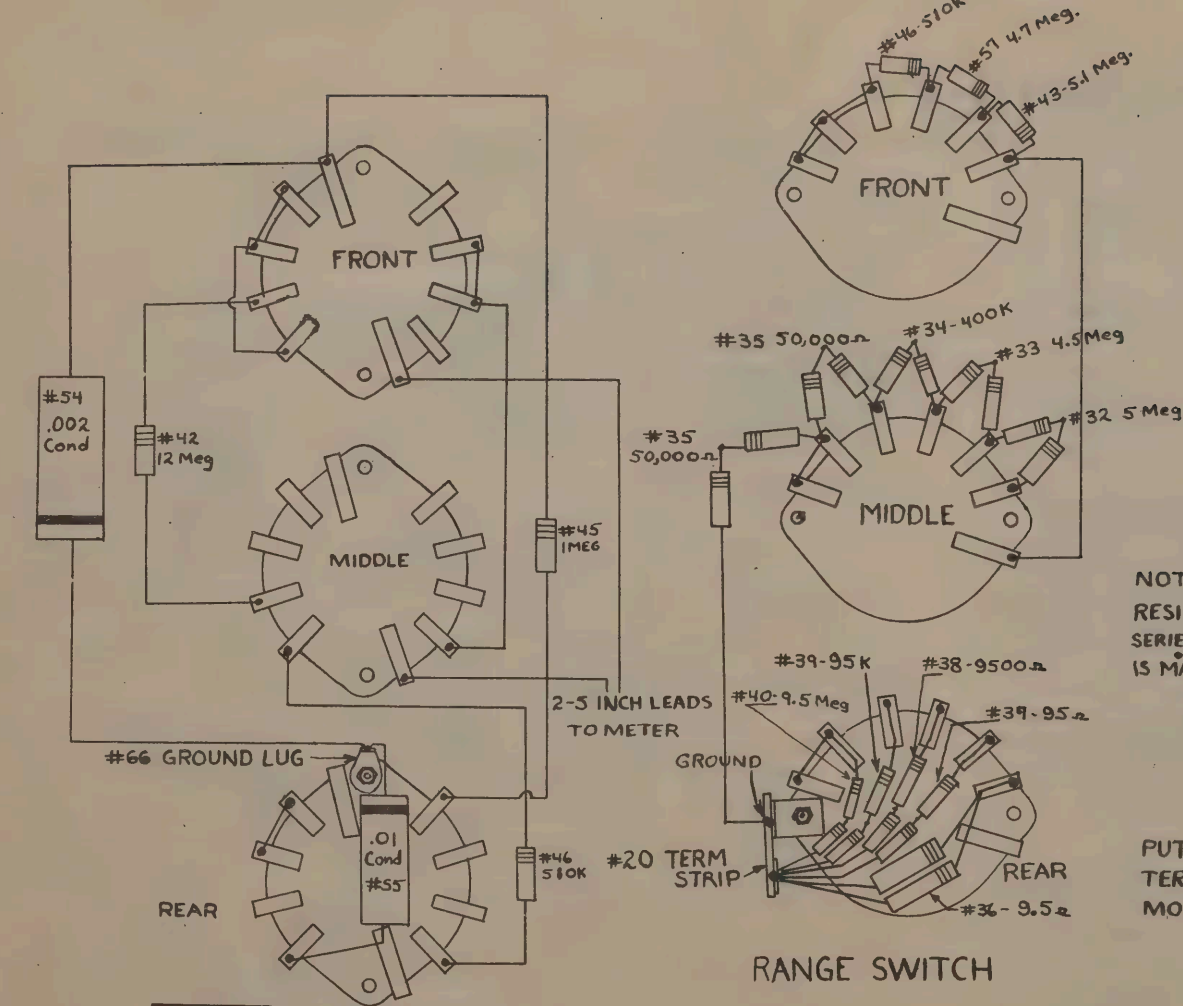 FRONT
#54
.002
Cond
#42
12 Meg
MIDDLE
#45
1MEG
2-5 INCH LEADS
TO METER
#66 GROUND LUG
.01
Cond
#55
REAR
#46
510K
#46-510K
#57 4.7 Meg.
#43-5.1 Meg.
FRONT
#35 50,000Ω
#34-400K
#33 4.5Meg
#32 5 Meg
#35
50,000Ω
MIDDLE
#39-95K
#38-9500Ω
#40-9.5 Meg
#37-95Ω
GROUND
#20 TERM
STRIP
REAR
#36-9.5Ω
RANGE SWITCH
NOT
RESI
SERIE
IS MA
PUT
TER
MO